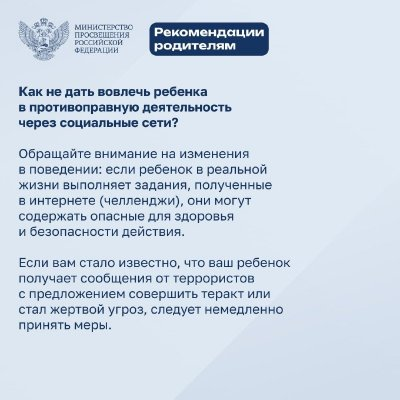 МИНИСТЕРСТВО
ПРОСВЕЩЕНИЯ
РОССИЙСКОЙ
ФЕДЕРАЦИИ
Рекомендации
родителям
Как не дать вовлечь ребенка
в противоправную деятельность
через социальные сети?
Обращайте внимание на изменения
в поведении: если ребенок в реальной
жизни выполняет задания, полученные
в интернете (челленджи), они могут
содержать опасные для здоровья
и безопасности действия.
Если вам стало известно, что ваш ребенок
получает сообщения от террористов
с предложением совершить теракт или
стал жертвой угроз, следует немедленно
принять меры.